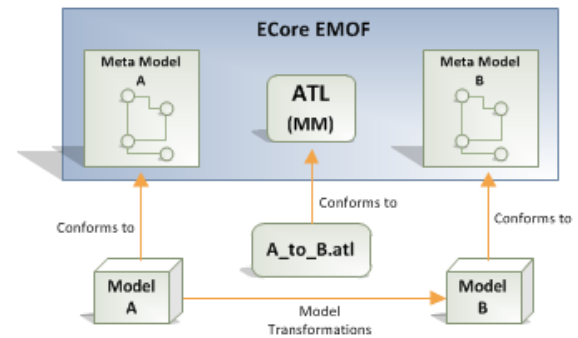 ECore EMOF
Meta Model
A
ATL
(MM)
Meta Model
B
Conforms to
Conforms to
Conforms to
A_to_B.atl
Model
A
Model
B
Model
Transformations